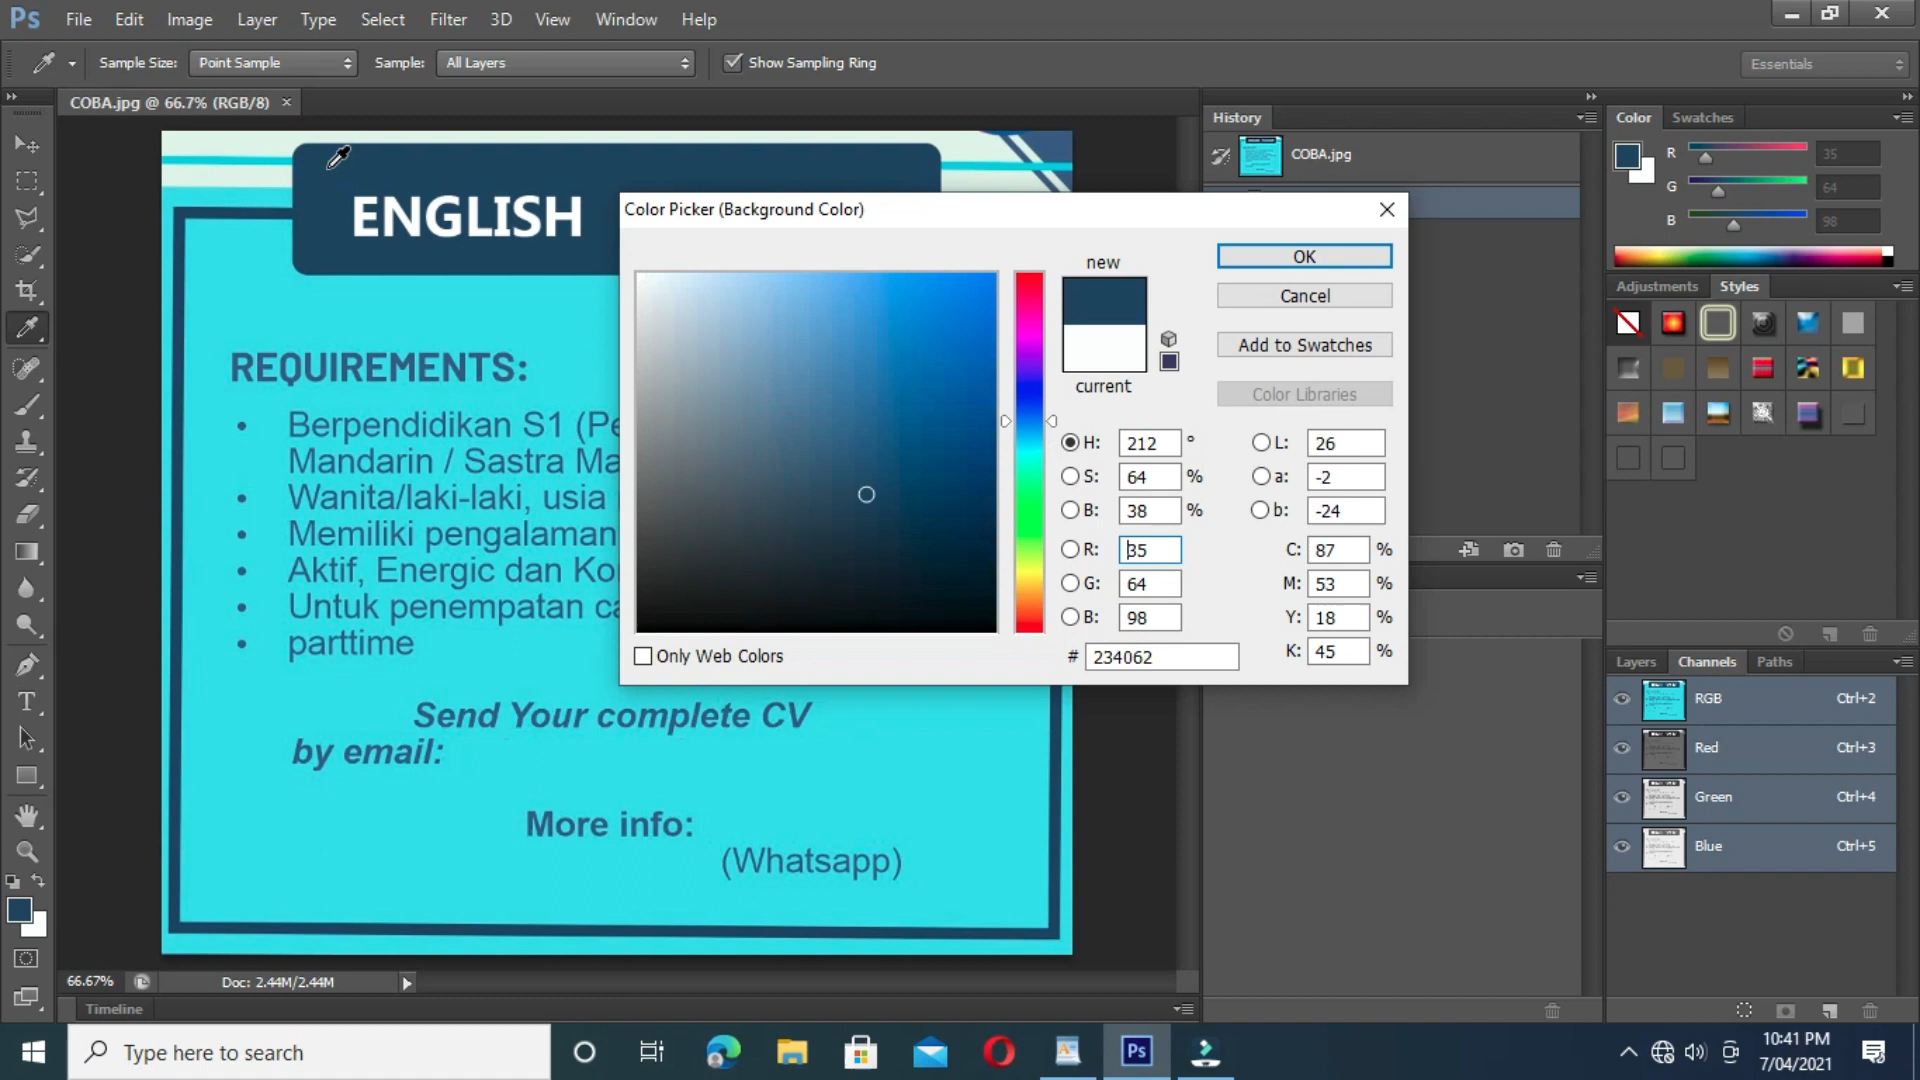 Ps File Edit Image Layer Type Select Filter 3D View Window Help
Sample Size: Point Sample Sample: All Layers Show Sampling Ring Essentials
COBA.jpg @ 66.7% (RGB/8)
ENGLISH
REQUIREMENTS:
• Berpendidikan S1 (Pe
Mandarin / Sastra Ma
• Wanita/laki-laki, usia
• Memiliki pengalaman
• Aktif, Energic dan Ko
• Untuk penempatan ca
• parttime
Send Your complete CV
by email:
More info:
(Whatsapp)
66.67% Doc: 2.44M/2.44M
Timeline
Color Picker (Background Color)
new
current
OK
Cancel
Add to Swatches
Color Libraries
H: 212 ° L: 26
S: 64 % a: -2
B: 38 % b: -24
R: 35 C: 87 %
G: 64 M: 53 %
B: 98 Y: 18 %
# 234062 K: 45 %
Only Web Colors
History
COBA.jpg
Color Swatches
R 35
G 64
B 98
Adjustments Styles
Layers Channels Paths
RGB Ctrl+2
Red Ctrl+3
Green Ctrl+4
Blue Ctrl+5
Type here to search
Ps
10:41 PM
7/04/2021